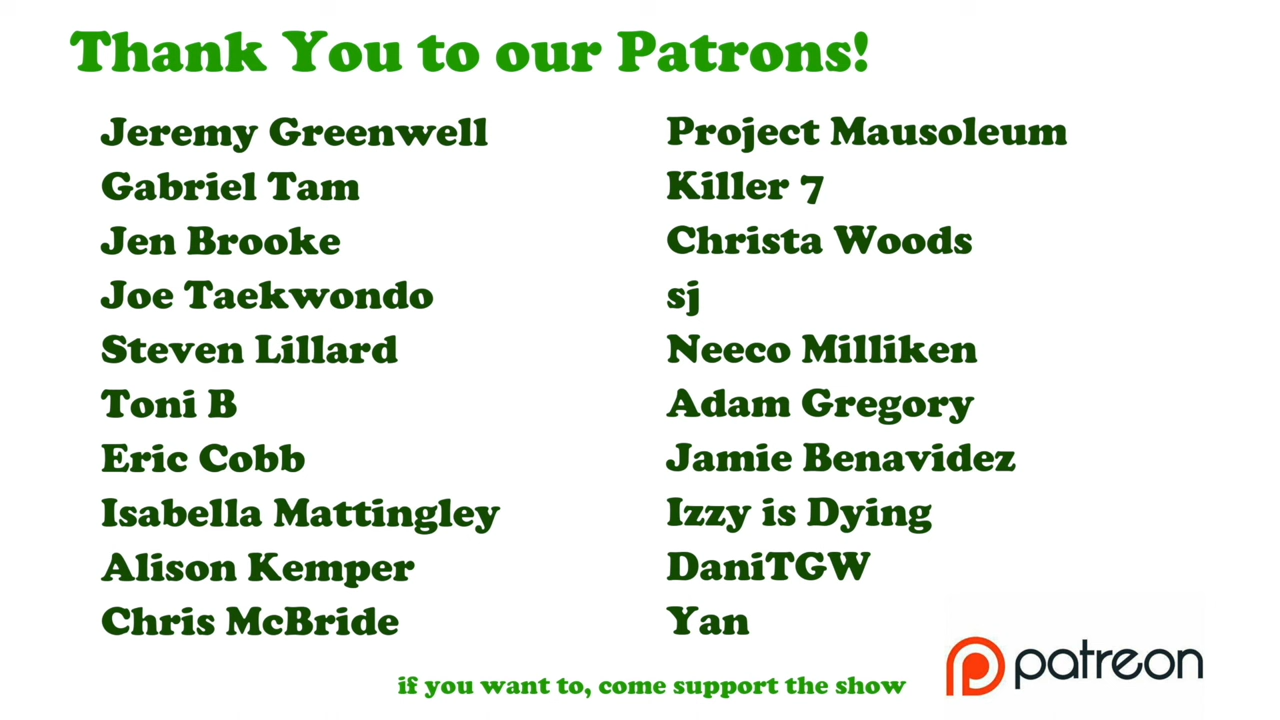 Thank You to our Patrons!
Jeremy Greenwell
Gabriel Tam
Jen Brooke
Joe Taekwondo
Steven Lillard
Toni B
Eric Cobb
Isabella Mattingley
Alison Kemper
Chris McBride
Project Mausoleum
Killer 7
Christa Woods
sj
Neeco Milliken
Adam Gregory
Jamie Benavidez
Izzy is Dying
DaniTGW
Yan
if you want to, come support the show
patreon